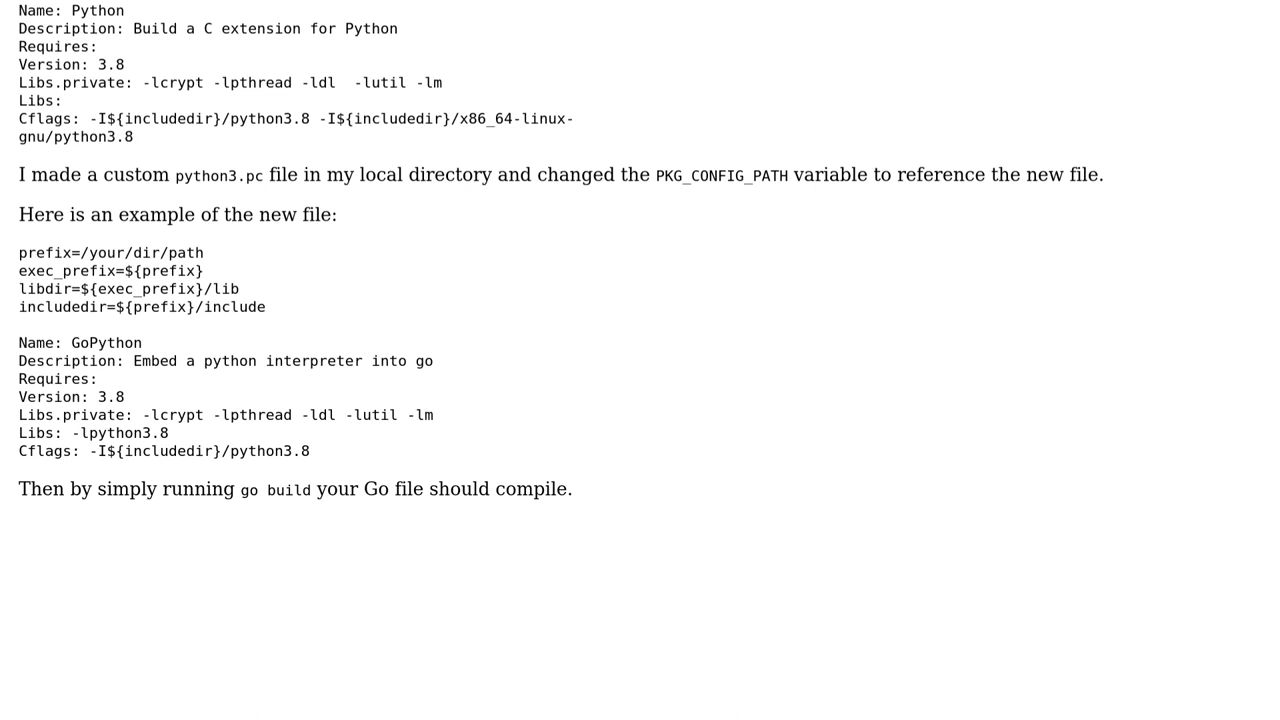 Name: Python
Description: Build a C extension for Python
Requires:
Version: 3.8
Libs.private: -lcrypt -lpthread -ldl  -lutil -lm
Libs:
Cflags: -I${includedir}/python3.8 -I${includedir}/x86_64-linux-
gnu/python3.8
I made a custom python3.pc file in my local directory and changed the PKG_CONFIG_PATH variable to reference the new file.
Here is an example of the new file:
prefix=/your/dir/path
exec_prefix=${prefix}
libdir=${exec_prefix}/lib
includedir=${prefix}/include
Name: GoPython
Description: Embed a python interpreter into go
Requires:
Version: 3.8
Libs.private: -lcrypt -lpthread -ldl -lutil -lm
Libs: -lpython3.8
Cflags: -I${includedir}/python3.8
Then by simply running go build your Go file should compile.